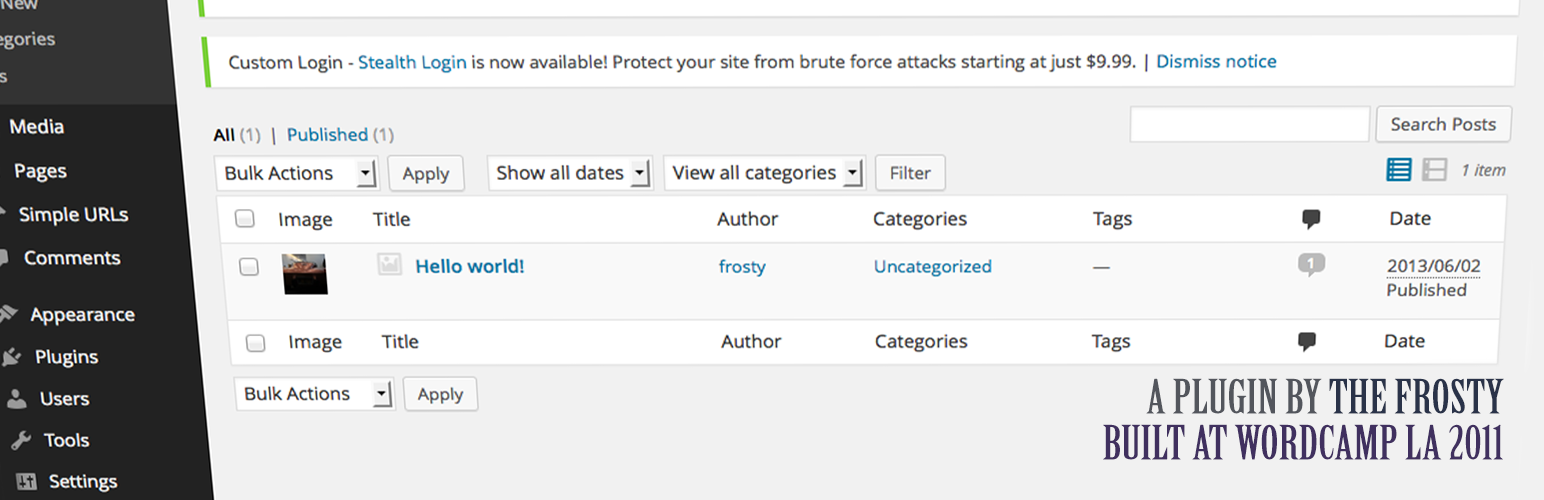 New
egories
s
Media
Pages
Simple URLs
Comments
Appearance
Plugins
Users
Tools
Settings
Custom Login - Stealth Login is now available! Protect your site from brute force attacks starting at just $9.99. | Dismiss notice
All (1) | Published (1)
Search Posts
Bulk Actions Apply Show all dates View all categories Filter 1 item
Image Title Author Categories Tags Date
Hello world! frosty Uncategorized — 1 2013/06/02
Published
Image Title Author Categories Tags Date
Bulk Actions Apply
A PLUGIN BY THE FROSTY
BUILT AT WORDCAMP LA 2011